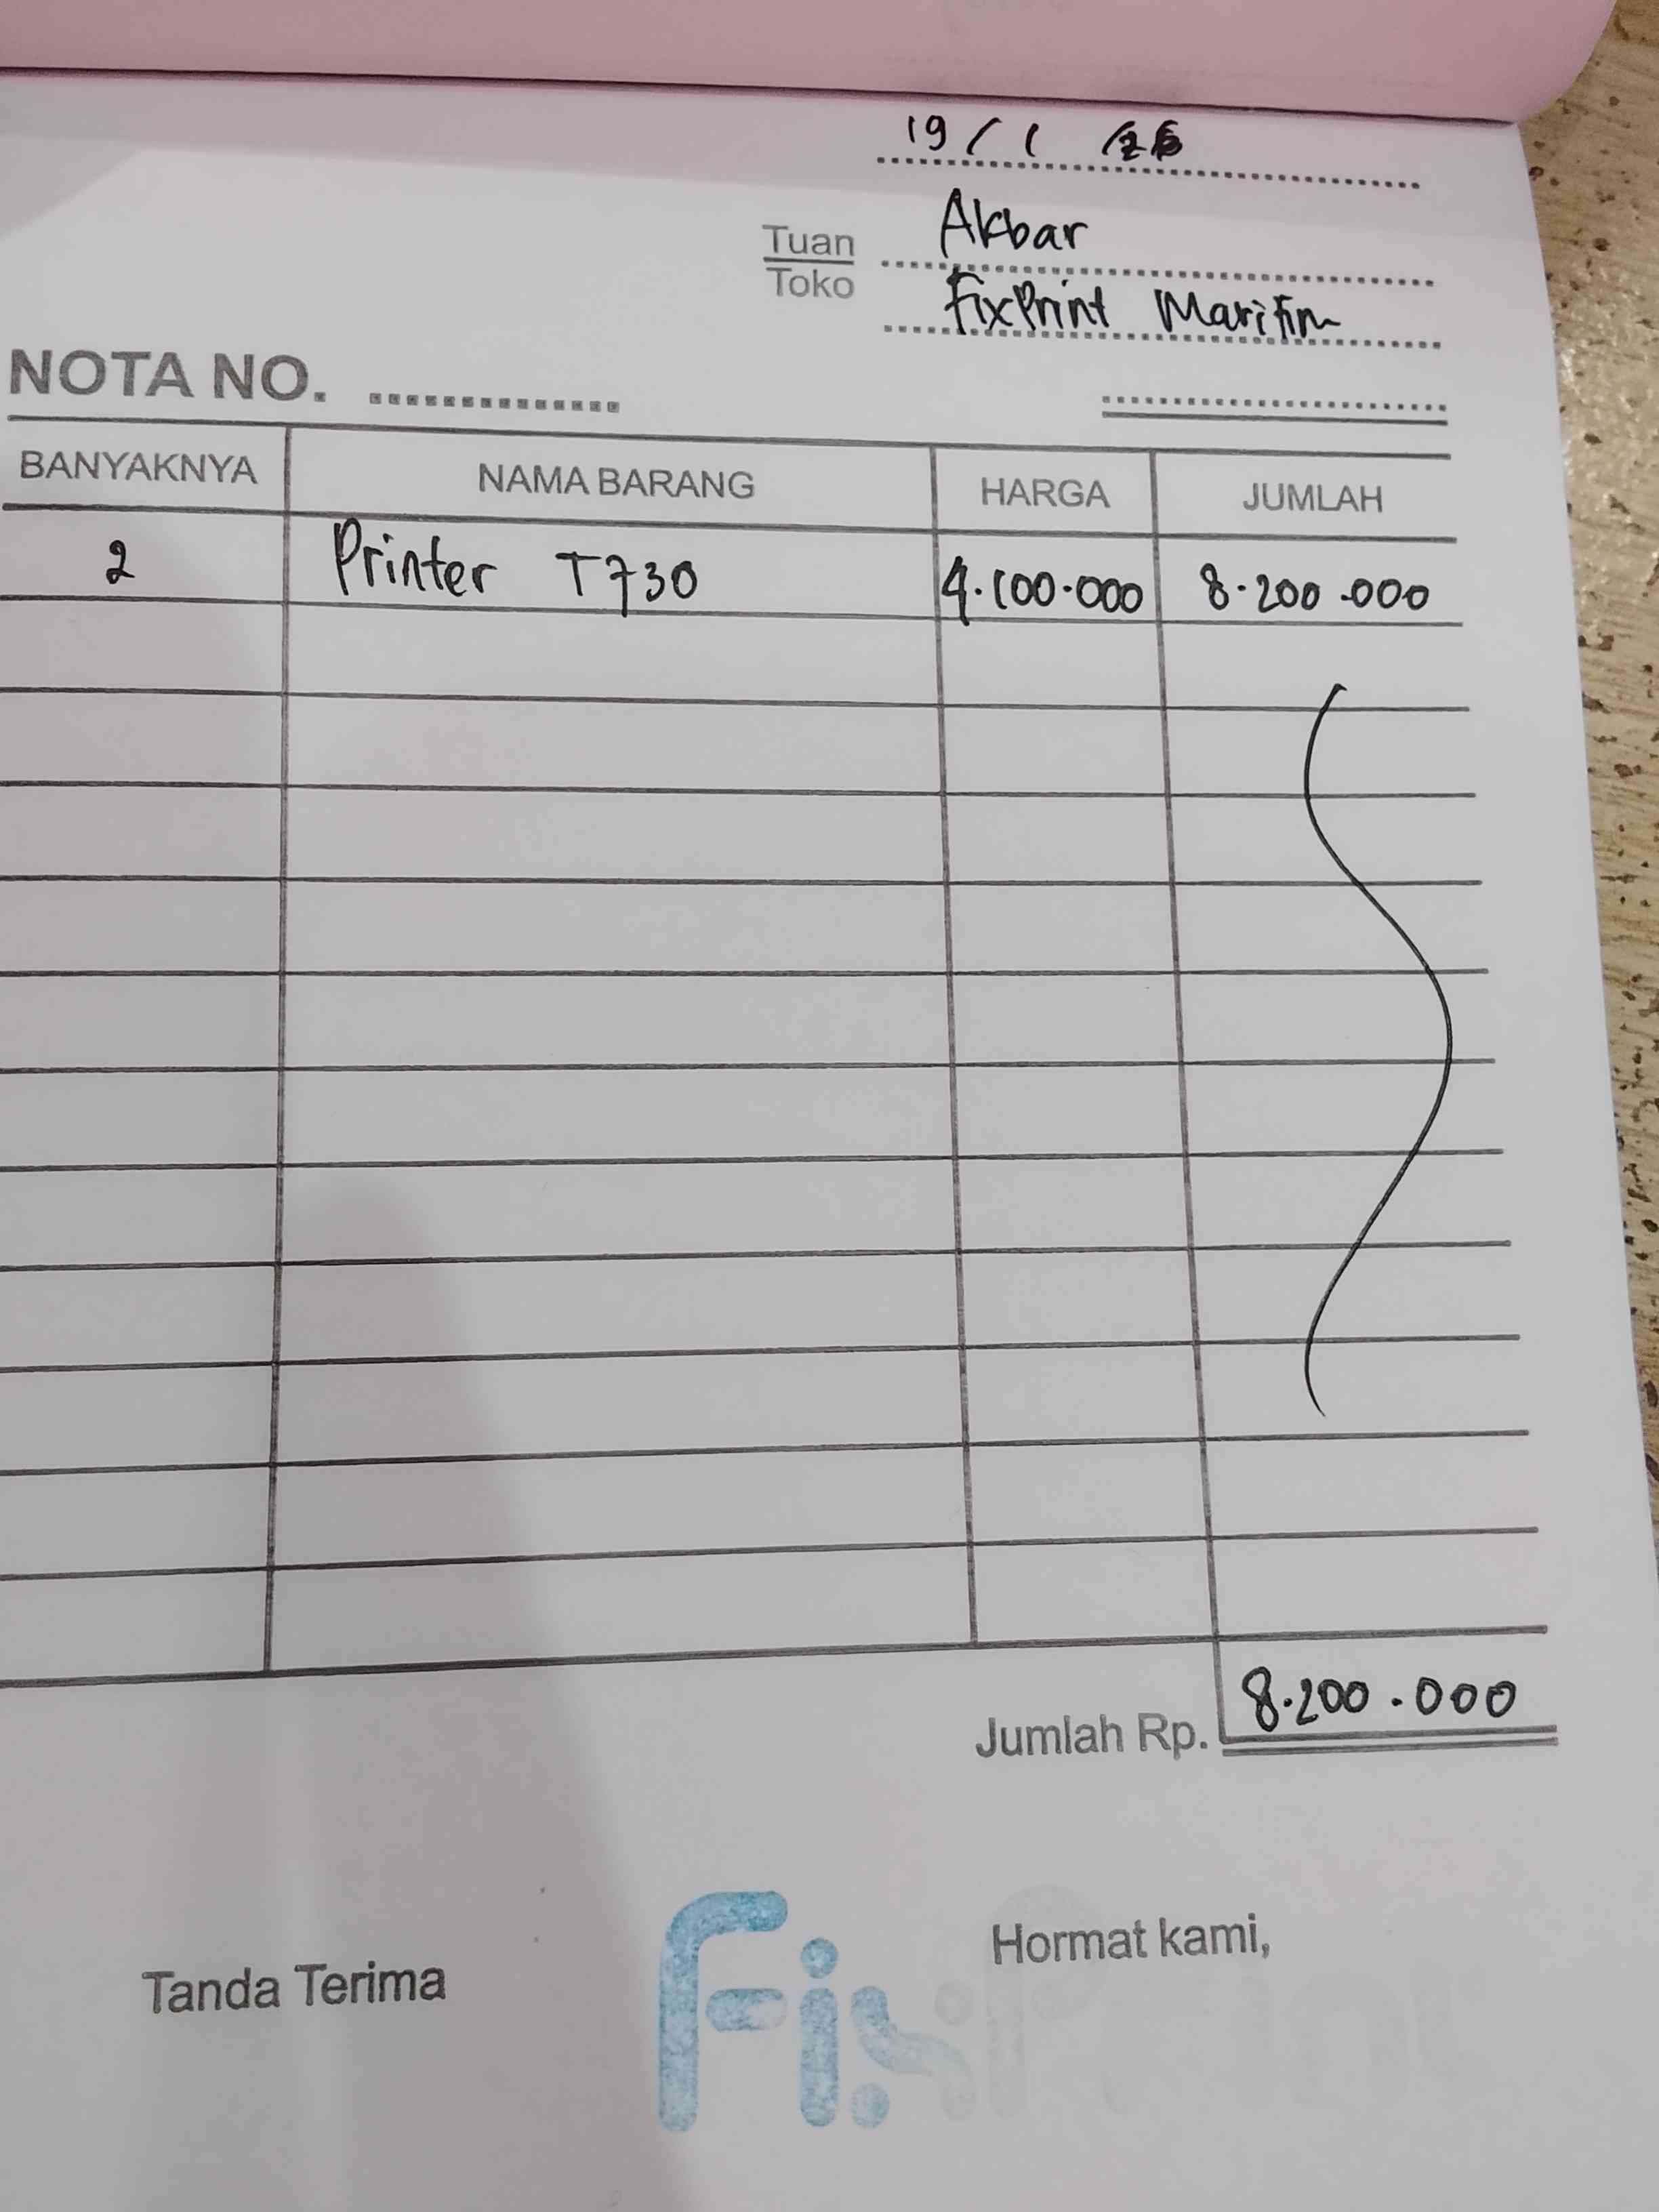 19 / 1 /26
Tuan Akbar
Toko FixPrint Maritim
NOTA NO.
BANYAKNYA NAMA BARANG HARGA JUMLAH
2 Printer T730 4.100.000 8.200.000
Jumlah Rp. 8.200.000
Tanda Terima Hormat kami,
Fix